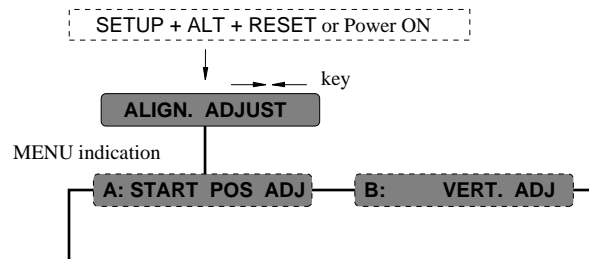 SETUP + ALT + RESET or Power ON
key
ALIGN. ADJUST
MENU indication
A: START POS ADJ
B: VERT. ADJ